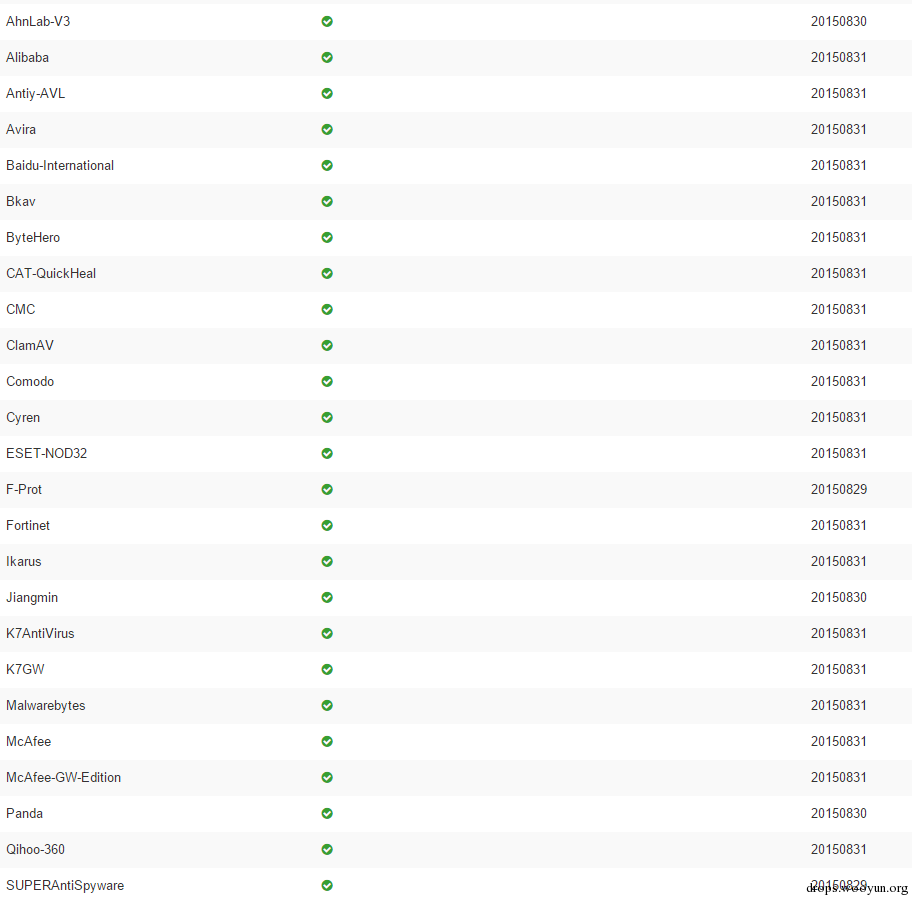 AhnLab-V3 20150830
Alibaba 20150831
Antiy-AVL 20150831
Avira 20150831
Baidu-International 20150831
Bkav 20150831
ByteHero 20150831
CAT-QuickHeal 20150831
CMC 20150831
ClamAV 20150831
Comodo 20150831
Cyren 20150831
ESET-NOD32 20150831
F-Prot 20150829
Fortinet 20150831
Ikarus 20150831
Jiangmin 20150830
K7AntiVirus 20150831
K7GW 20150831
Malwarebytes 20150831
McAfee 20150831
McAfee-GW-Edition 20150831
Panda 20150830
Qihoo-360 20150831
SUPERAntiSpyware 20150829
drops.wooyun.org